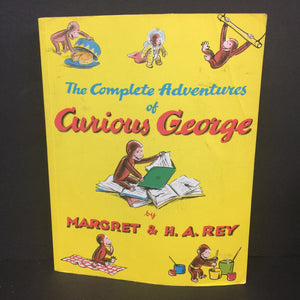 The Complete Adventures
of
Curious George
by
MARGRET & H. A. REY